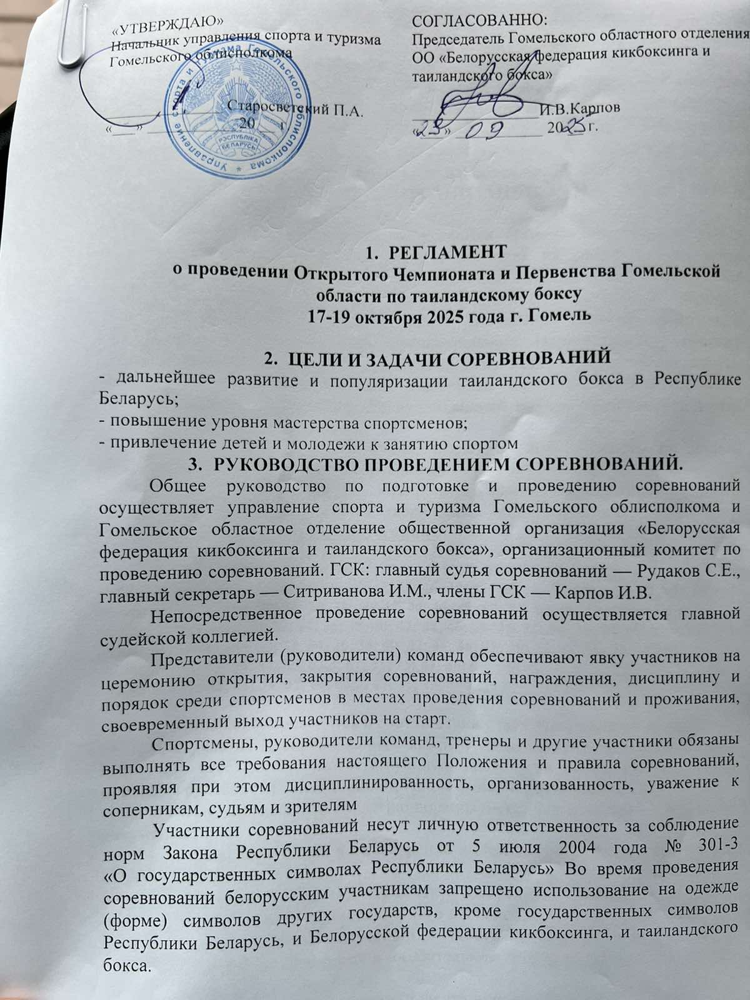 «УТВЕРЖДАЮ»
Начальник управления спорта и туризма
Гомельского облисполкома
Старосветский П.А.
«___» ____________ 20 г
СОГЛАСОВАННО:
Председатель Гомельского областного отделения
ОО «Белорусская федерация кикбоксинга и
таиландского бокса»
И.В.Карпов
«23» 09 2025 г.
Управление спорта и туризма Гомельского облисполкома *
РЭСПУБЛІКА
БЕЛАРУСЬ
1. РЕГЛАМЕНТ
о проведении Открытого Чемпионата и Первенства Гомельской
области по таиландскому боксу
17-19 октября 2025 года г. Гомель
2. ЦЕЛИ И ЗАДАЧИ СОРЕВНОВАНИЙ
- дальнейшее развитие и популяризации таиландского бокса в Республике
Беларусь;
- повышение уровня мастерства спортсменов;
- привлечение детей и молодежи к занятию спортом
3. РУКОВОДСТВО ПРОВЕДЕНИЕМ СОРЕВНОВАНИЙ.
Общее руководство по подготовке и проведению соревнований
осуществляет управление спорта и туризма Гомельского облисполкома и
Гомельское областное отделение общественной организация «Белорусская
федерация кикбоксинга и таиландского бокса», организационный комитет по
проведению соревнований. ГСК: главный судья соревнований — Рудаков С.Е.,
главный секретарь — Ситриванова И.М., члены ГСК — Карпов И.В.
Непосредственное проведение соревнований осуществляется главной
судейской коллегией.
Представители (руководители) команд обеспечивают явку участников на
церемонию открытия, закрытия соревнований, награждения, дисциплину и
порядок среди спортсменов в местах проведения соревнований и проживания,
своевременный выход участников на старт.
Спортсмены, руководители команд, тренеры и другие участники обязаны
выполнять все требования настоящего Положения и правила соревнований,
проявляя при этом дисциплинированность, организованность, уважение к
соперникам, судьям и зрителям
Участники соревнований несут личную ответственность за соблюдение
норм Закона Республики Беларусь от 5 июля 2004 года № 301-З
«О государственных символах Республики Беларусь» Во время проведения
соревнований белорусским участникам запрещено использование на одежде
(форме) символов других государств, кроме государственных символов
Республики Беларусь, и Белорусской федерации кикбоксинга, и таиландского
бокса.